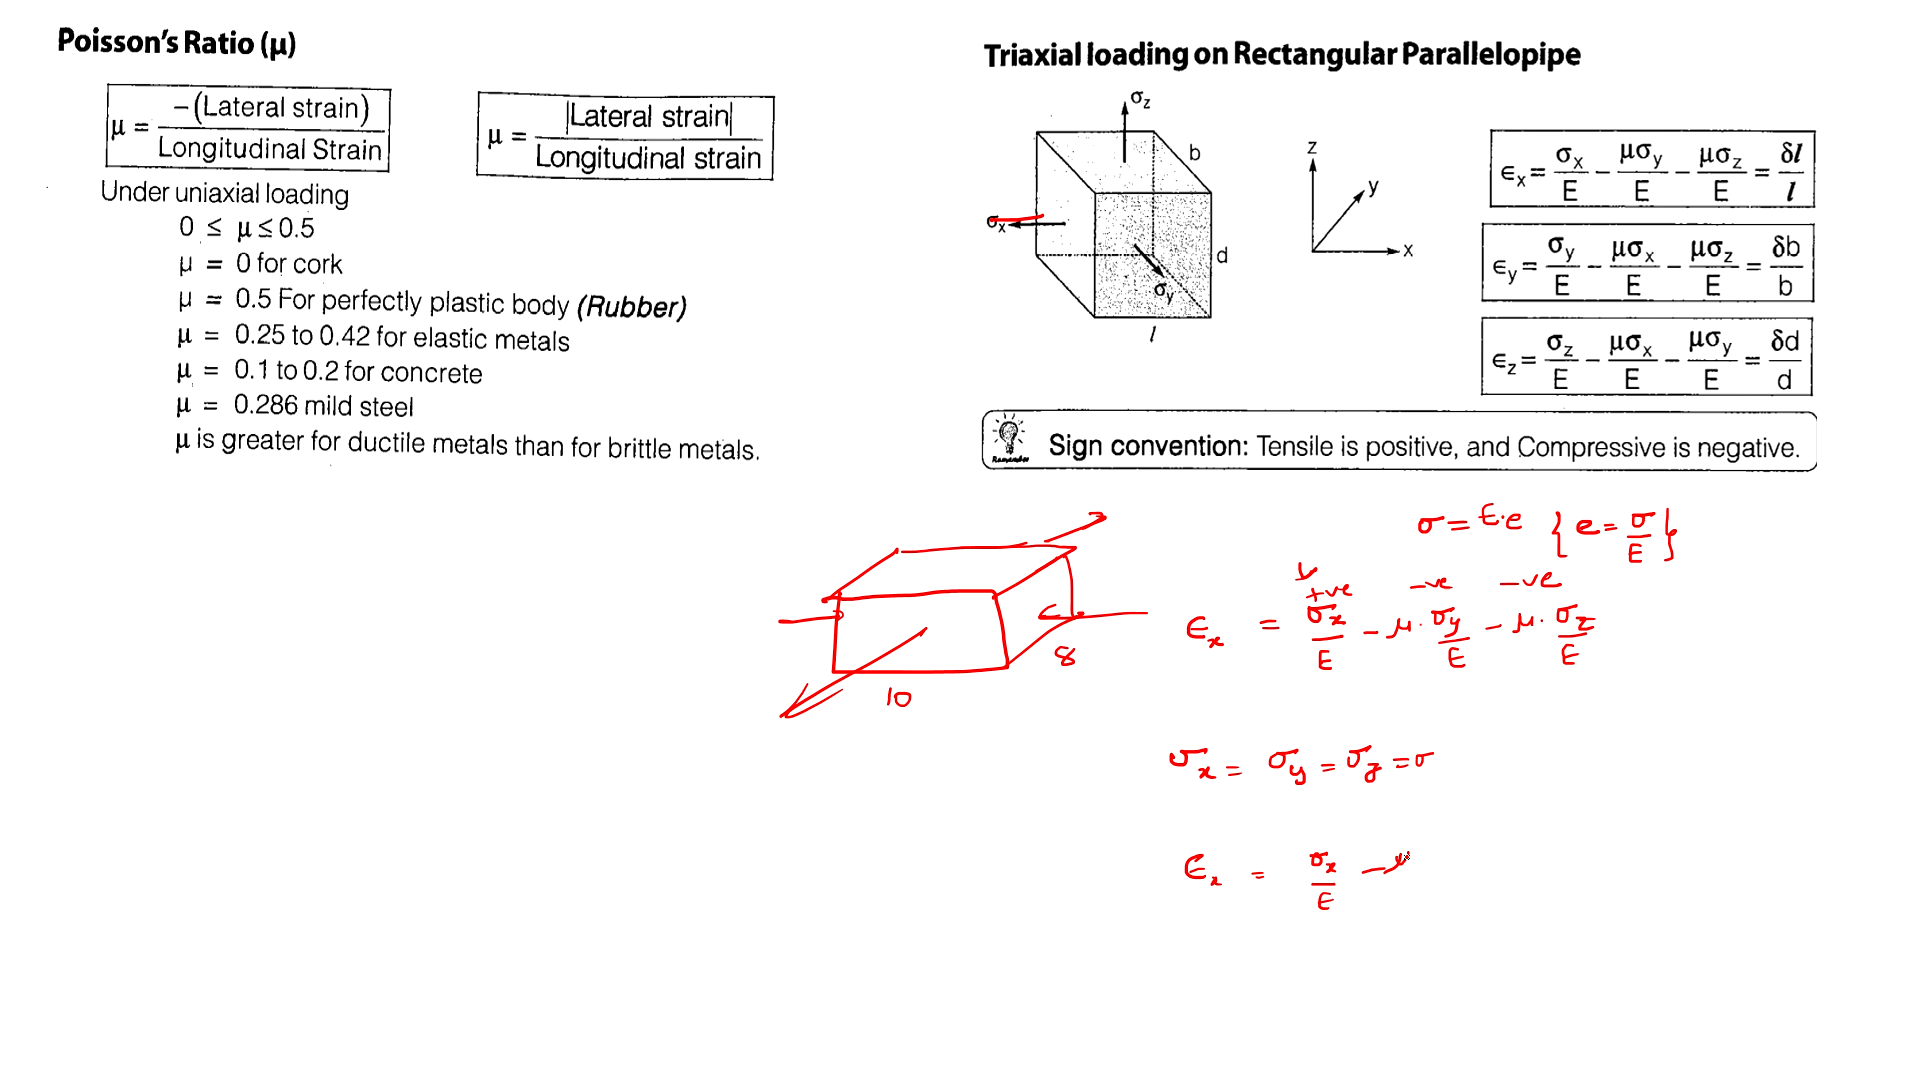 Poisson's Ratio (μ)
μ = −(Lateral strain) / Longitudinal Strain
μ = |Lateral strain| / Longitudinal strain
Under uniaxial loading
0 ≤ μ ≤ 0.5
μ = 0 for cork
μ = 0.5 For perfectly plastic body (Rubber)
μ = 0.25 to 0.42 for elastic metals
μ = 0.1 to 0.2 for concrete
μ = 0.286 mild steel
μ is greater for ductile metals than for brittle metals.
Triaxial loading on Rectangular Parallelopipe
σz
b
σx
d
σy
l
z
y
x
∈x = σx/E − μσy/E − μσz/E = δl/l
∈y = σy/E − μσx/E − μσz/E = δb/b
∈z = σz/E − μσx/E − μσy/E = δd/d
Remember
Sign convention: Tensile is positive, and Compressive is negative.
σ = E·e { e = σ/E }
+ve −ve −ve
∈x = σx/E − μ·σy/E − μ·σz/E
8
10
σx = σy = σz = σ
∈x = σx/E − μ